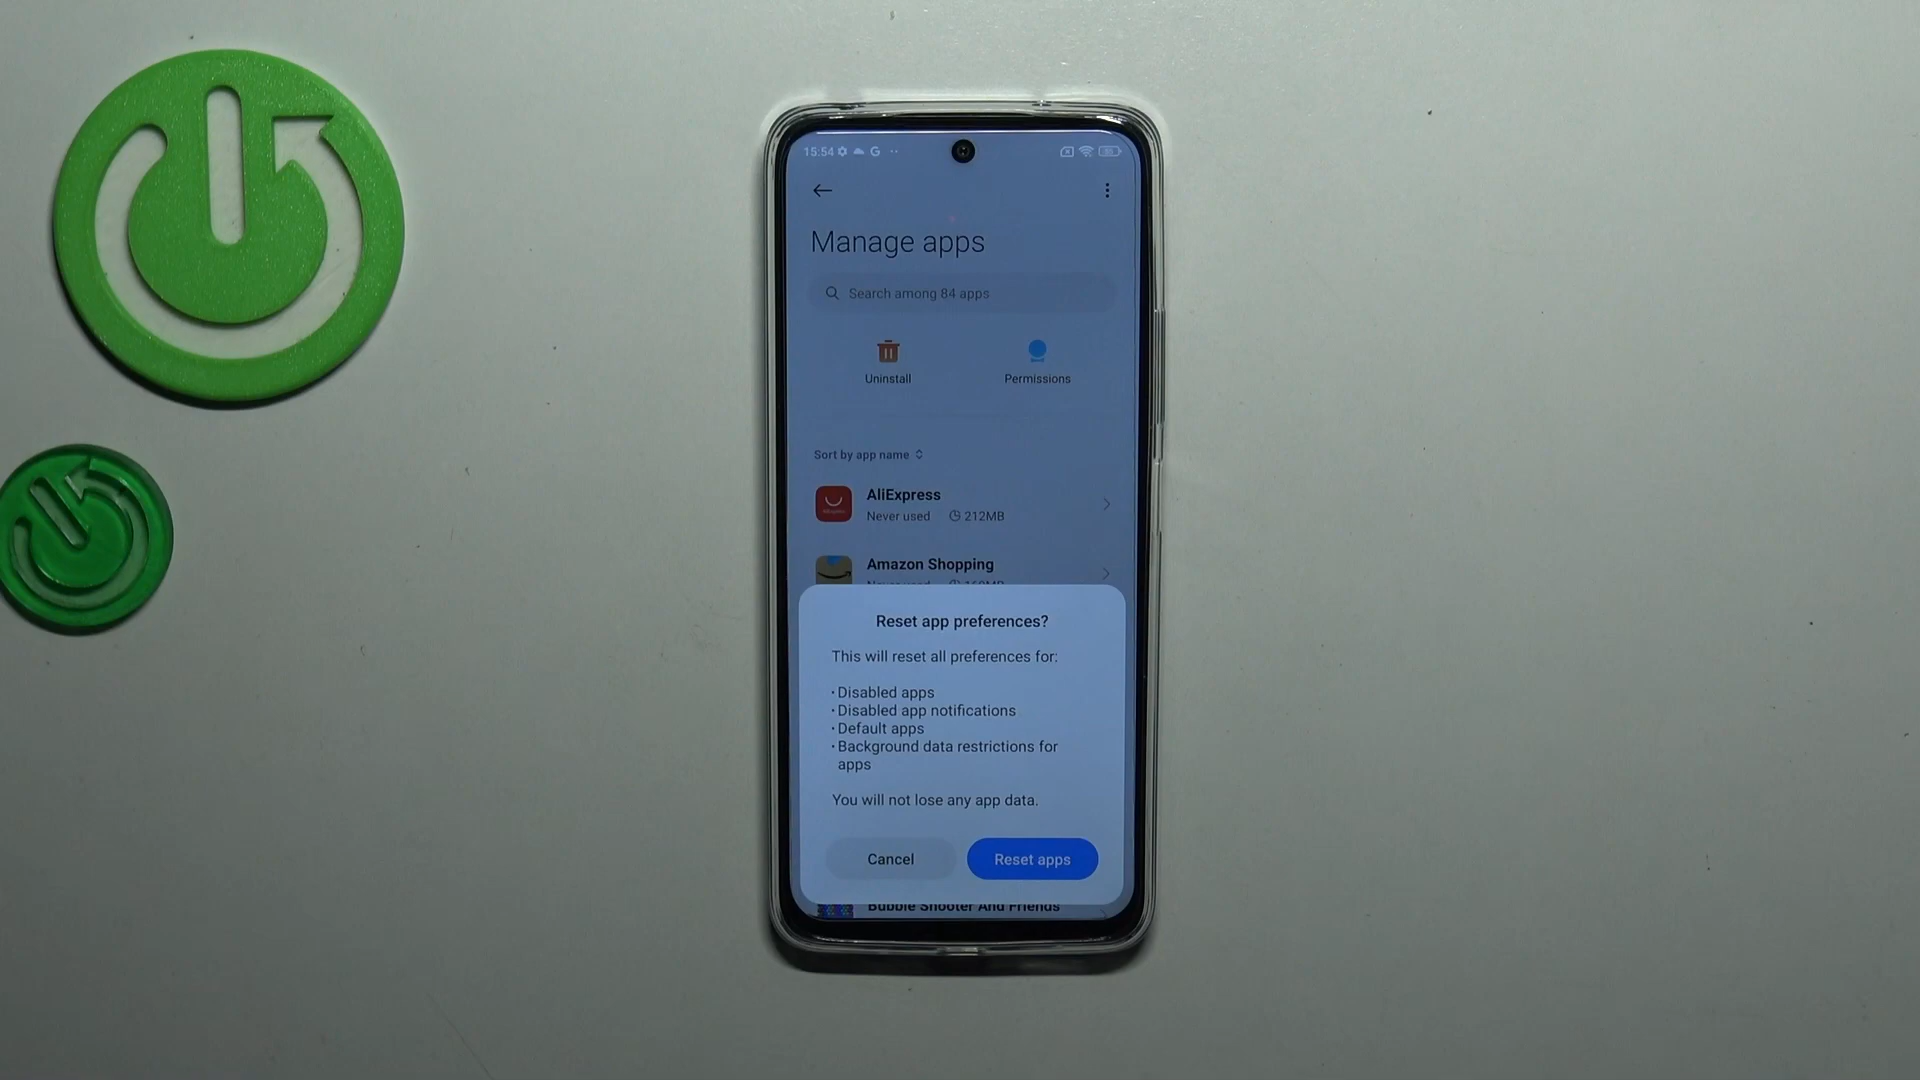 15:54
Manage apps
Search among 84 apps
Uninstall
Permissions
Sort by app name
AliExpress
Never used 212MB
Amazon Shopping
Reset app preferences?
This will reset all preferences for:
· Disabled apps
· Disabled app notifications
· Default apps
· Background data restrictions for
apps
You will not lose any app data.
Cancel
Reset apps
Bubble Shooter And Friends